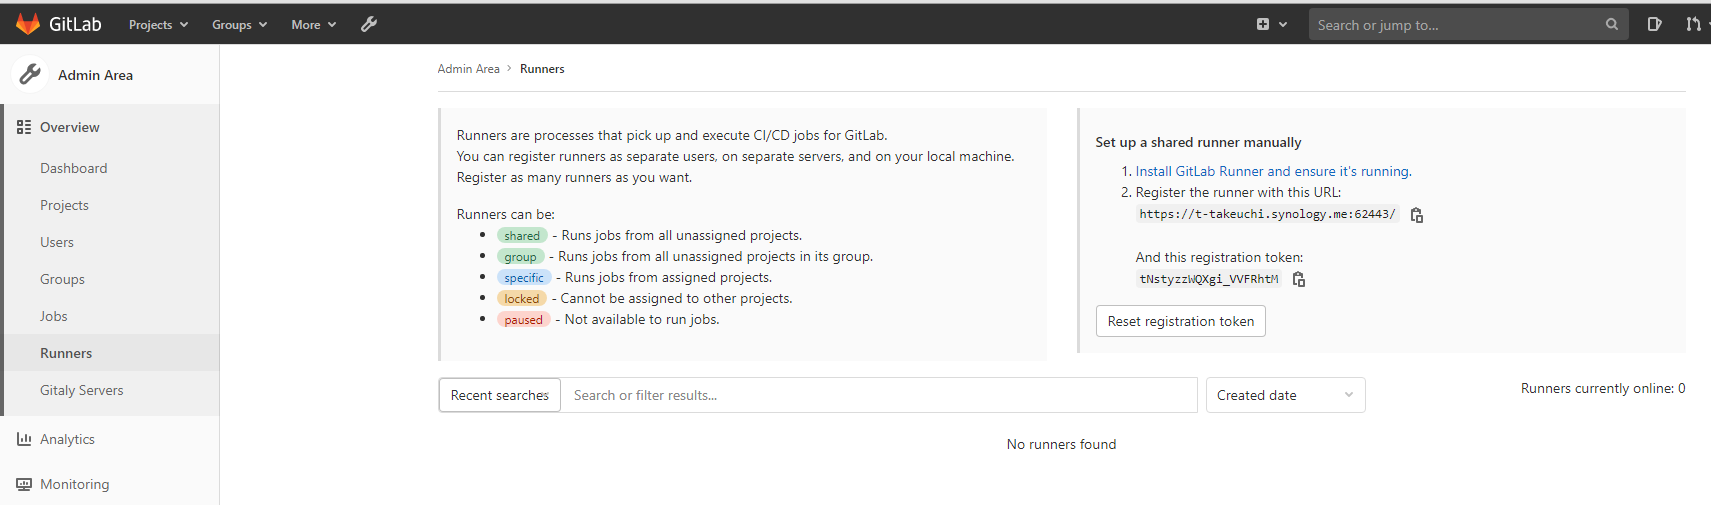 GitLab Projects Groups More Search or jump to...
Admin Area
Overview
Dashboard
Projects
Users
Groups
Jobs
Runners
Gitaly Servers
Analytics
Monitoring
Admin Area > Runners
Runners are processes that pick up and execute CI/CD jobs for GitLab.
You can register runners as separate users, on separate servers, and on your local machine.
Register as many runners as you want.
Runners can be:
shared - Runs jobs from all unassigned projects.
group - Runs jobs from all unassigned projects in its group.
specific - Runs jobs from assigned projects.
locked - Cannot be assigned to other projects.
paused - Not available to run jobs.
Set up a shared runner manually
1. Install GitLab Runner and ensure it's running.
2. Register the runner with this URL:
https://t-takeuchi.synology.me:62443/
And this registration token:
tNstyzzWQXgi_VVFRhtM
Reset registration token
Recent searches Search or filter results... Created date Runners currently online: 0
No runners found